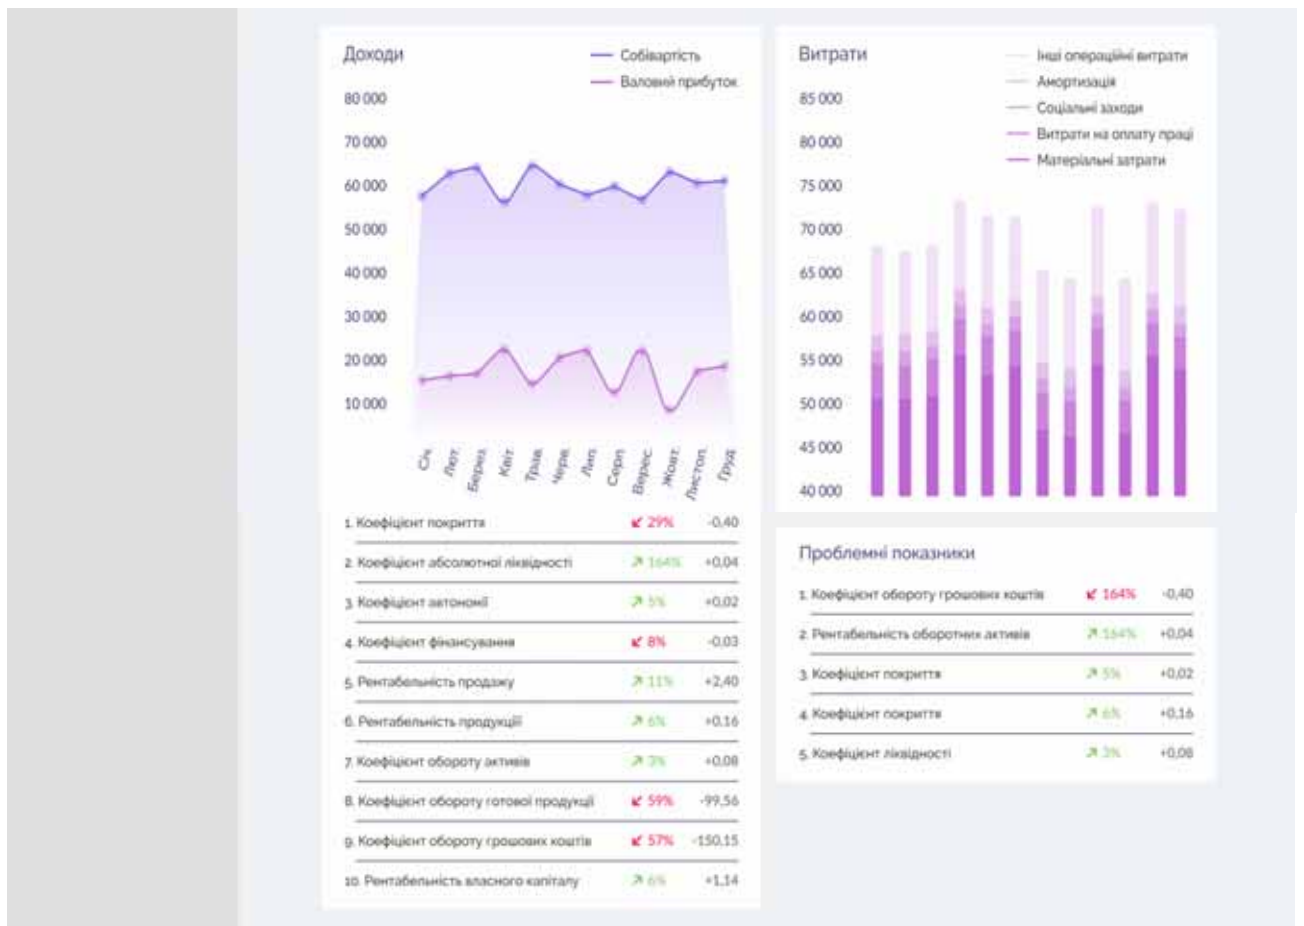 Доходи
Собівартість
Валовий прибуток
80 000
70 000
60 000
50 000
40 000
30 000
20 000
10 000
Січ.
Лют.
Берез.
Квіт.
Трав.
Черв.
Лип.
Серп.
Верес.
Жовт.
Листоп.
Груд.
1. Коефіцієнт покриття 29% -0,40
2. Коефіцієнт абсолютної ліквідності 164% +0,04
3. Коефіцієнт автономії 5% +0,02
4. Коефіцієнт фінансування 8% -0,03
5. Рентабельність продажу 11% +2,40
6. Рентабельність продукціїї 6% +0,16
7. Коефіцієнт обороту активів 3% +0,08
8. Коефіцієнт обороту готової продукції 59% -99,56
9. Коефіцієнт обороту грошових коштів 57% -150,15
10. Рентабельність власного капіталу 6% +1,14
Витрати
Інші операційні витрати
Амортизація
Соціальні заходи
Витрати на оплату праці
Матеріальні затрати
85 000
80 000
75 000
70 000
65 000
60 000
55 000
50 000
45 000
40 000
Проблемні показники
1. Коефіцієнт обороту грошових коштів 164% -0,40
2. Рентабельність оборотних активів 164% +0,04
3. Коефіцієнт покриття 5% +0,02
4. Коефіцієнт покриття 6% +0,16
5. Коефіцієнт ліквідності 3% +0,08